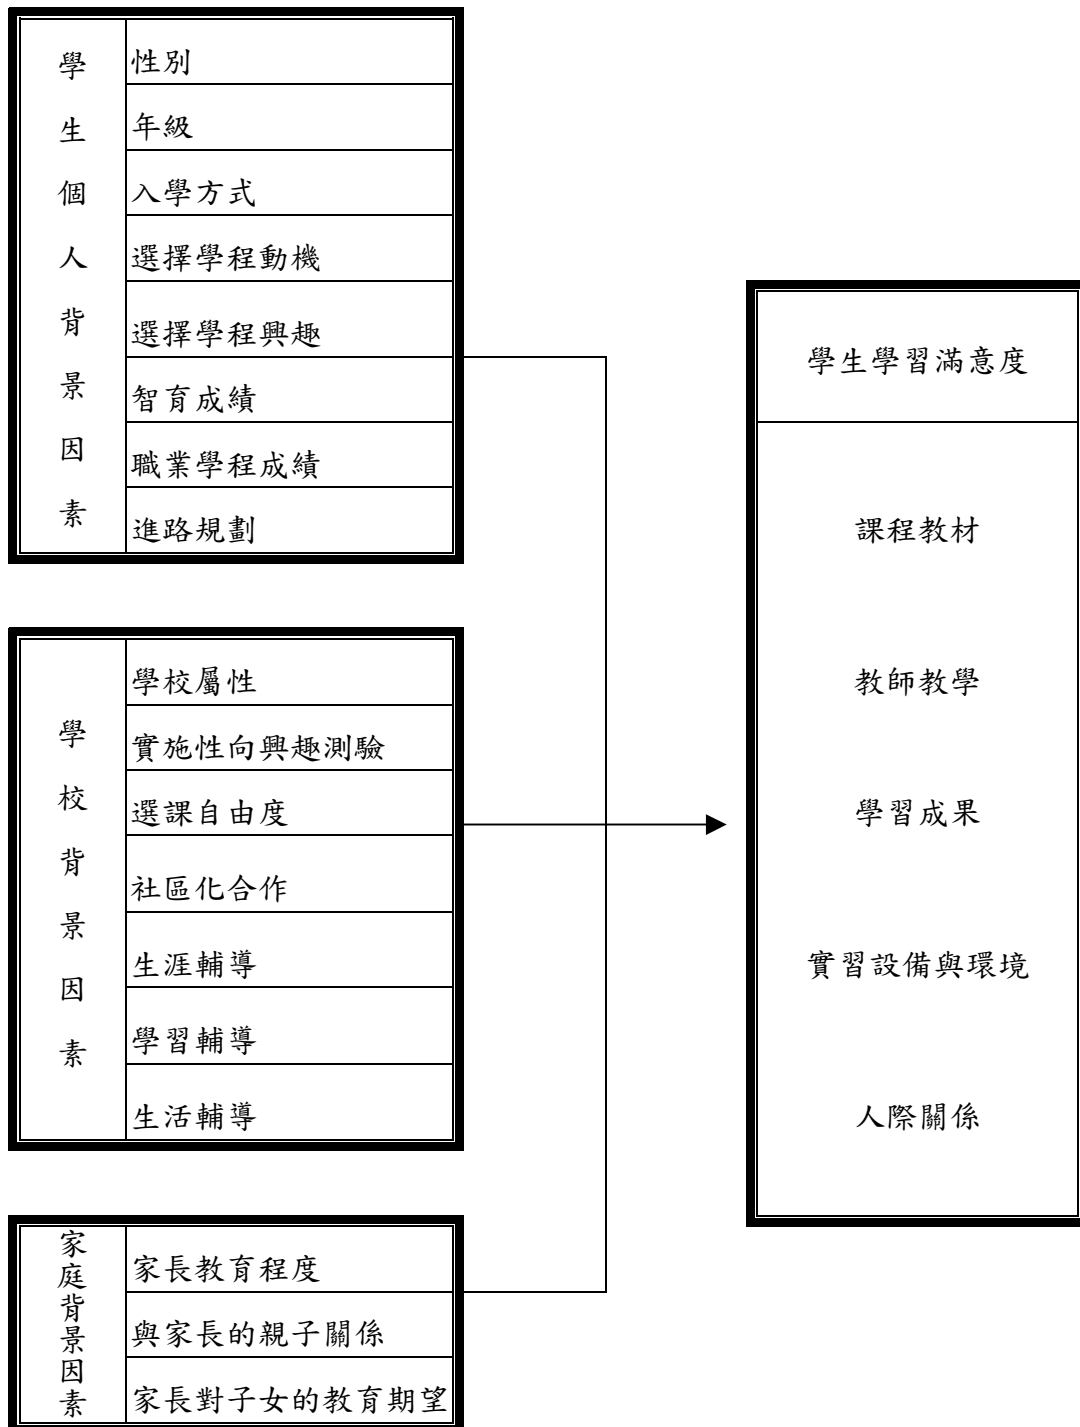 學生個人背景因素
性別
年級
入學方式
選擇學程動機
選擇學程興趣
智育成績
職業學程成績
進路規劃
學校背景因素
學校屬性
實施性向興趣測驗
選課自由度
社區化合作
生涯輔導
學習輔導
生活輔導
家庭背景因素
家長教育程度
與家長的親子關係
家長對子女的教育期望
學生學習滿意度
課程教材
教師教學
學習成果
實習設備與環境
人際關係